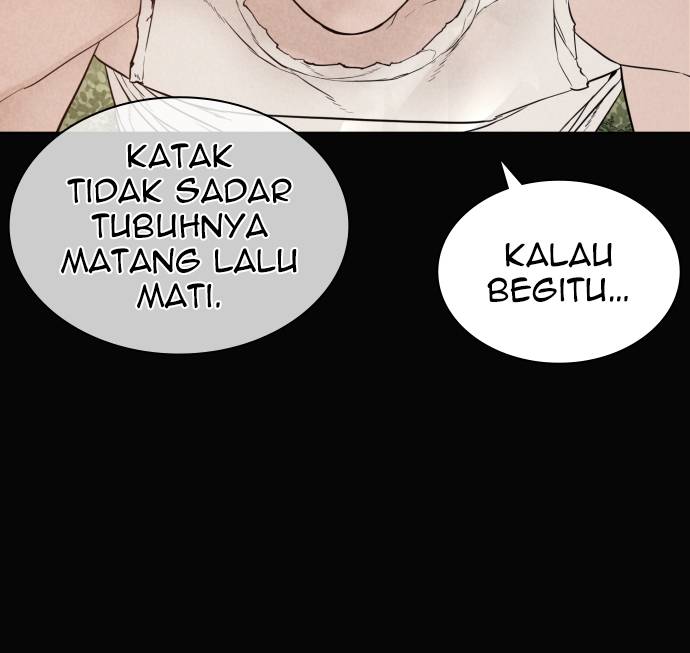 KATAK
TIDAK SADAR
TUBUHNYA
MATANG LALU
MATI.
KALAU
BEGITU...